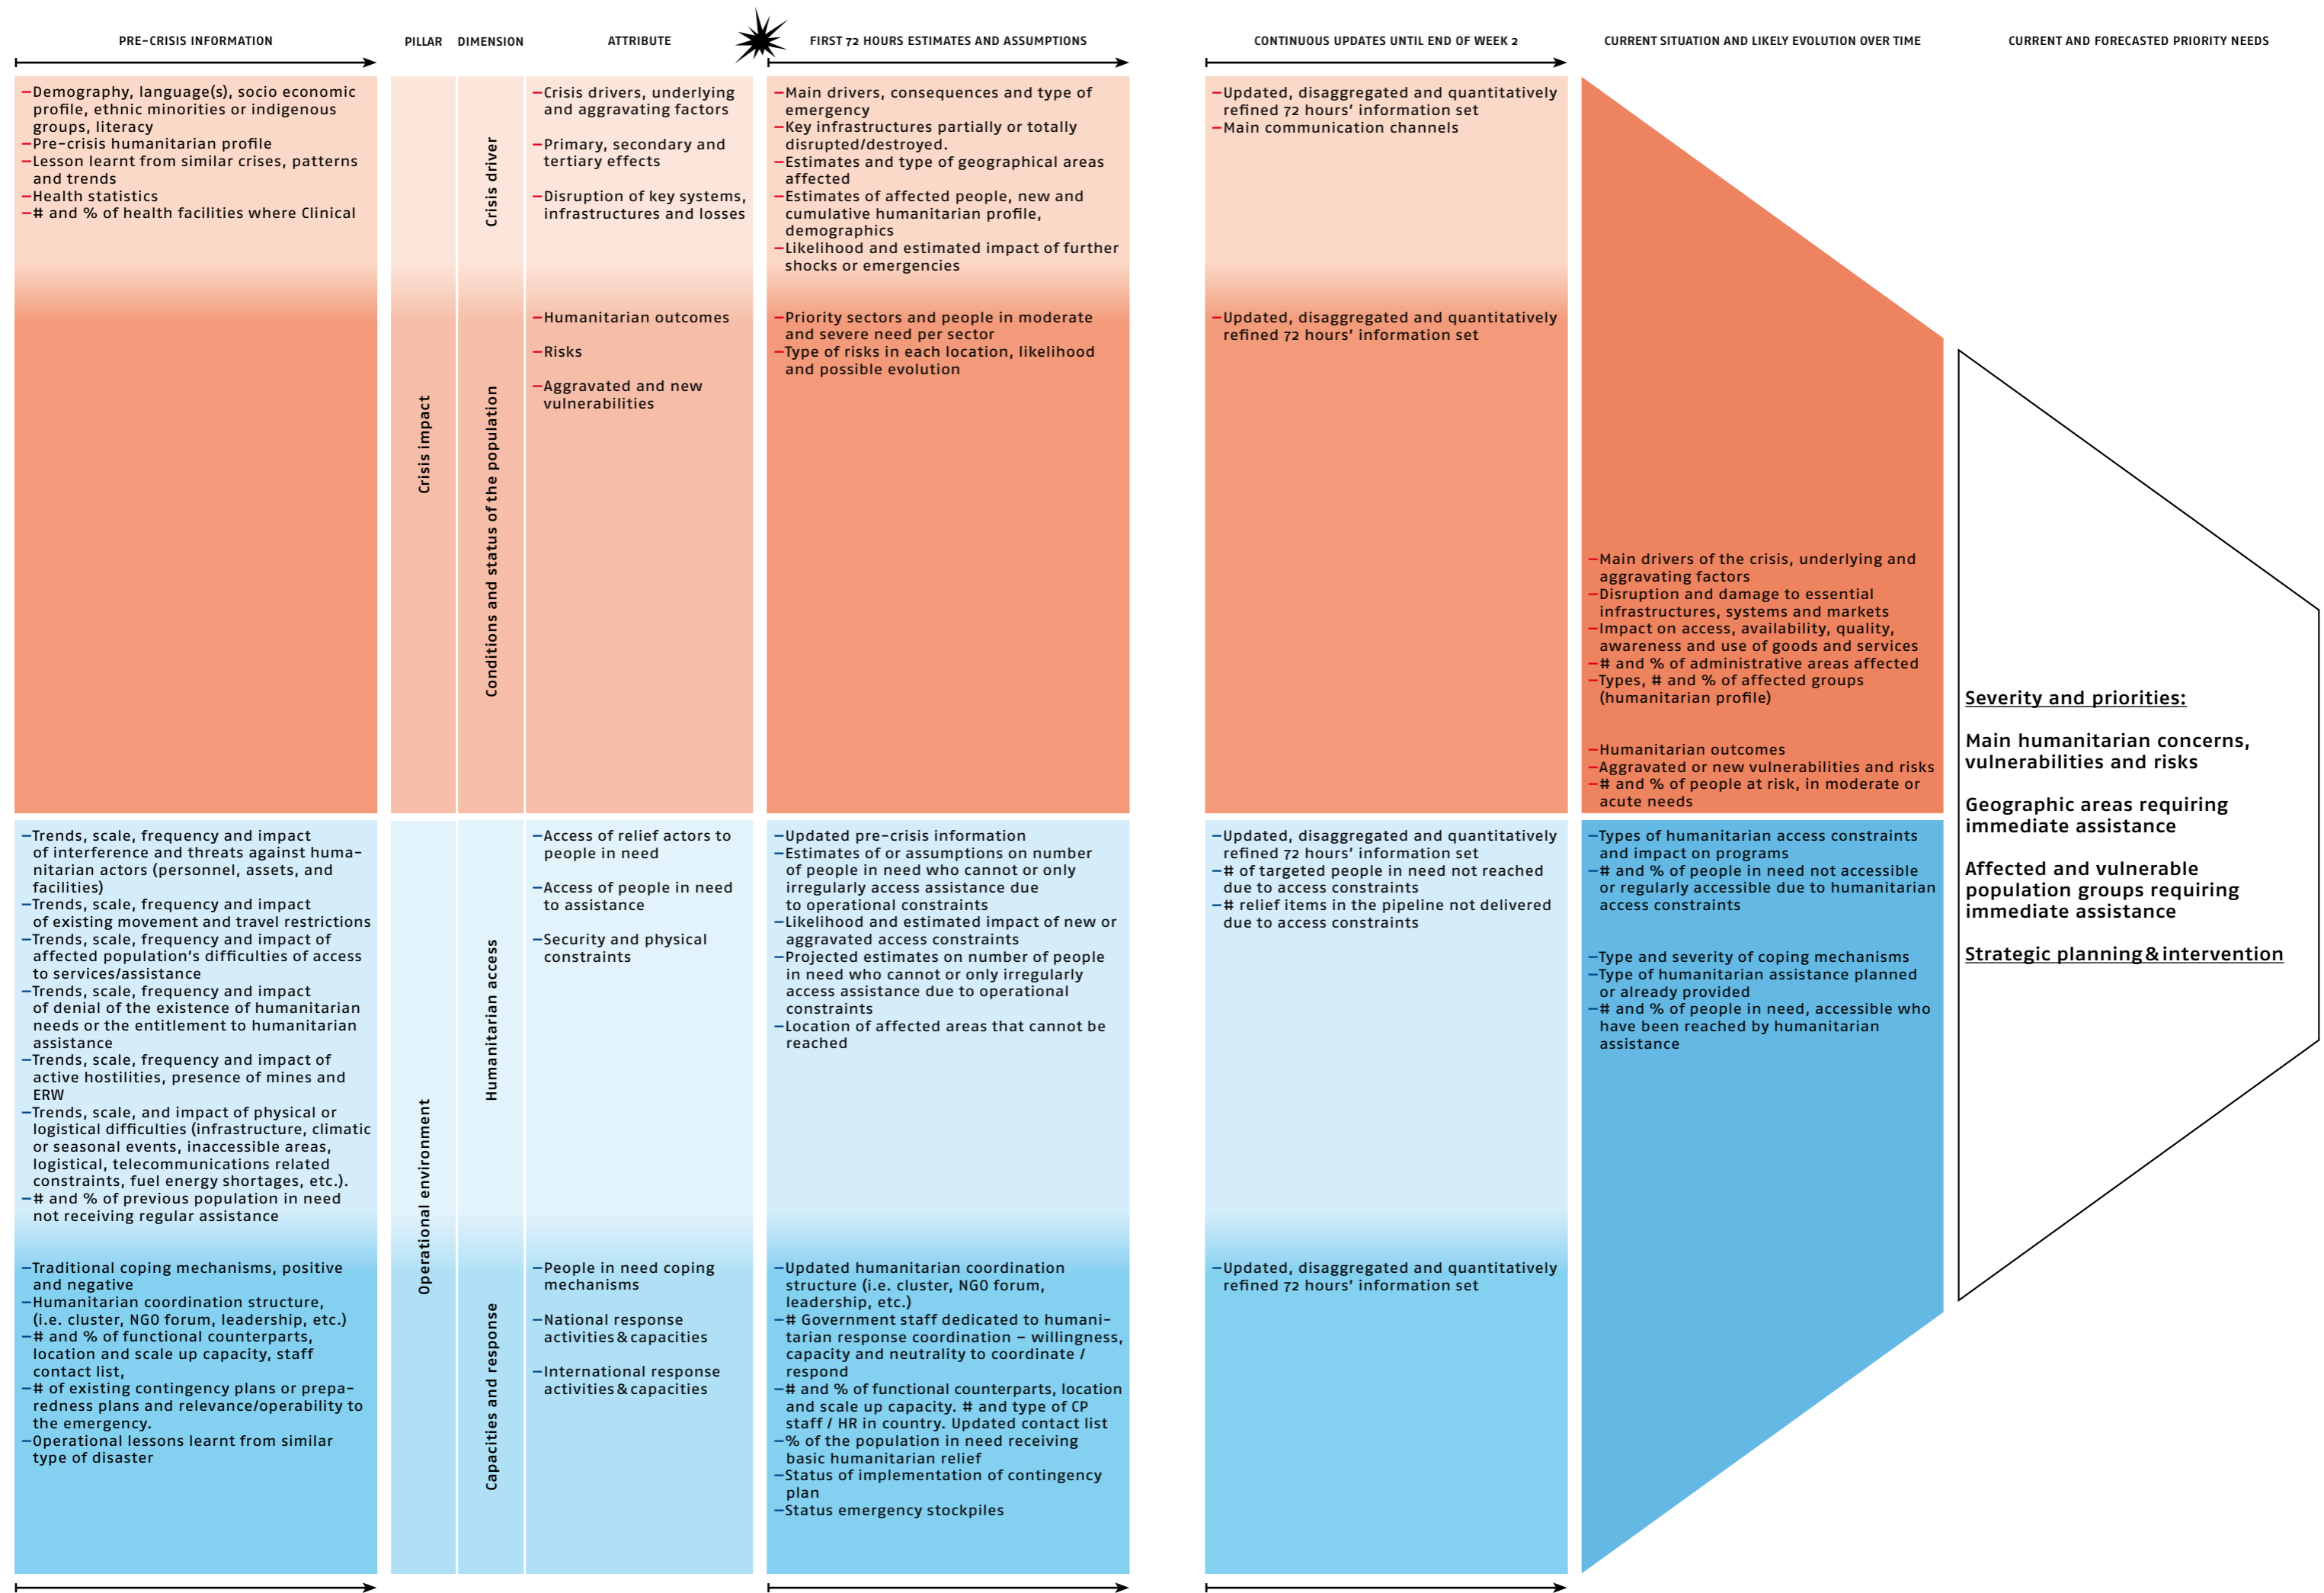 PRE-CRISIS INFORMATION
PILLAR
DIMENSION
ATTRIBUTE
FIRST 72 HOURS ESTIMATES AND ASSUMPTIONS
CONTINUOUS UPDATES UNTIL END OF WEEK 2
CURRENT SITUATION AND LIKELY EVOLUTION OVER TIME
CURRENT AND FORECASTED PRIORITY NEEDS
–Demography, language(s), socio economic
profile, ethnic minorities or indigenous
groups, literacy
–Pre-crisis humanitarian profile
–Lesson learnt from similar crises, patterns
and trends
–Health statistics
–# and % of health facilities where Clinical
Crisis impact
Crisis driver
–Crisis drivers, underlying
and aggravating factors
–Primary, secondary and
tertiary effects
–Disruption of key systems,
infrastructures and losses
–Main drivers, consequences and type of
emergency
–Key infrastructures partially or totally
disrupted/destroyed.
–Estimates and type of geographical areas
affected
–Estimates of affected people, new and
cumulative humanitarian profile,
demographics
–Likelihood and estimated impact of further
shocks or emergencies
–Updated, disaggregated and quantitatively
refined 72 hours’ information set
–Main communication channels
Conditions and status of the population
–Humanitarian outcomes
–Risks
–Aggravated and new
vulnerabilities
–Priority sectors and people in moderate
and severe need per sector
–Type of risks in each location, likelihood
and possible evolution
–Updated, disaggregated and quantitatively
refined 72 hours’ information set
–Main drivers of the crisis, underlying and
aggravating factors
–Disruption and damage to essential
infrastructures, systems and markets
–Impact on access, availability, quality,
awareness and use of goods and services
–# and % of administrative areas affected
–Types, # and % of affected groups
(humanitarian profile)
–Humanitarian outcomes
–Aggravated or new vulnerabilities and risks
–# and % of people at risk, in moderate or
acute needs
–Trends, scale, frequency and impact
of interference and threats against huma-
nitarian actors (personnel, assets, and
facilities)
–Trends, scale, frequency and impact
of existing movement and travel restrictions
–Trends, scale, frequency and impact of
affected population’s difficulties of access
to services/assistance
–Trends, scale, frequency and impact
of denial of the existence of humanitarian
needs or the entitlement to humanitarian
assistance
–Trends, scale, frequency and impact of
active hostilities, presence of mines and
ERW
–Trends, scale, and impact of physical or
logistical difficulties (infrastructure, climatic
or seasonal events, inaccessible areas,
logistical, telecommunications related
constraints, fuel energy shortages, etc.).
–# and % of previous population in need
not receiving regular assistance
Operational environment
Humanitarian access
–Access of relief actors to
people in need
–Access of people in need
to assistance
–Security and physical
constraints
–Updated pre-crisis information
–Estimates of or assumptions on number
of people in need who cannot or only
irregularly access assistance due
to operational constraints
–Likelihood and estimated impact of new or
aggravated access constraints
–Projected estimates on number of people
in need who cannot or only irregularly
access assistance due to operational
constraints
–Location of affected areas that cannot be
reached
–Updated, disaggregated and quantitatively
refined 72 hours’ information set
–# of targeted people in need not reached
due to access constraints
–# relief items in the pipeline not delivered
due to access constraints
–Types of humanitarian access constraints
and impact on programs
–# and % of people in need not accessible
or regularly accessible due to humanitarian
access constraints
–Type and severity of coping mechanisms
–Type of humanitarian assistance planned
or already provided
–# and % of people in need, accessible who
have been reached by humanitarian
assistance
–Traditional coping mechanisms, positive
and negative
–Humanitarian coordination structure,
(i.e. cluster, NGO forum, leadership, etc.)
–# and % of functional counterparts,
location and scale up capacity, staff
contact list,
–# of existing contingency plans or prepa-
redness plans and relevance/operability to
the emergency.
–Operational lessons learnt from similar
type of disaster
Capacities and response
–People in need coping
mechanisms
–National response
activities & capacities
–International response
activities & capacities
–Updated humanitarian coordination
structure (i.e. cluster, NGO forum,
leadership, etc.)
–# Government staff dedicated to humani-
tarian response coordination – willingness,
capacity and neutrality to coordinate /
respond
–# and % of functional counterparts, location
and scale up capacity. # and type of CP
staff / HR in country. Updated contact list
–% of the population in need receiving
basic humanitarian relief
–Status of implementation of contingency
plan
–Status emergency stockpiles
–Updated, disaggregated and quantitatively
refined 72 hours’ information set
Severity and priorities:
Main humanitarian concerns,
vulnerabilities and risks
Geographic areas requiring
immediate assistance
Affected and vulnerable
population groups requiring
immediate assistance
Strategic planning & intervention